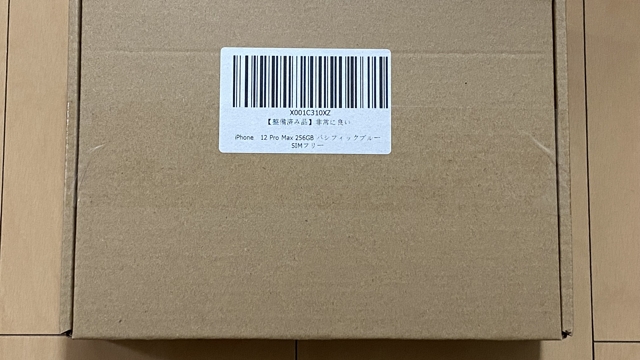 X001C310XZ
【整備済み品】非常に良い
iPhone 12 Pro Max 256GB パシフィックブルー
SIMフリー